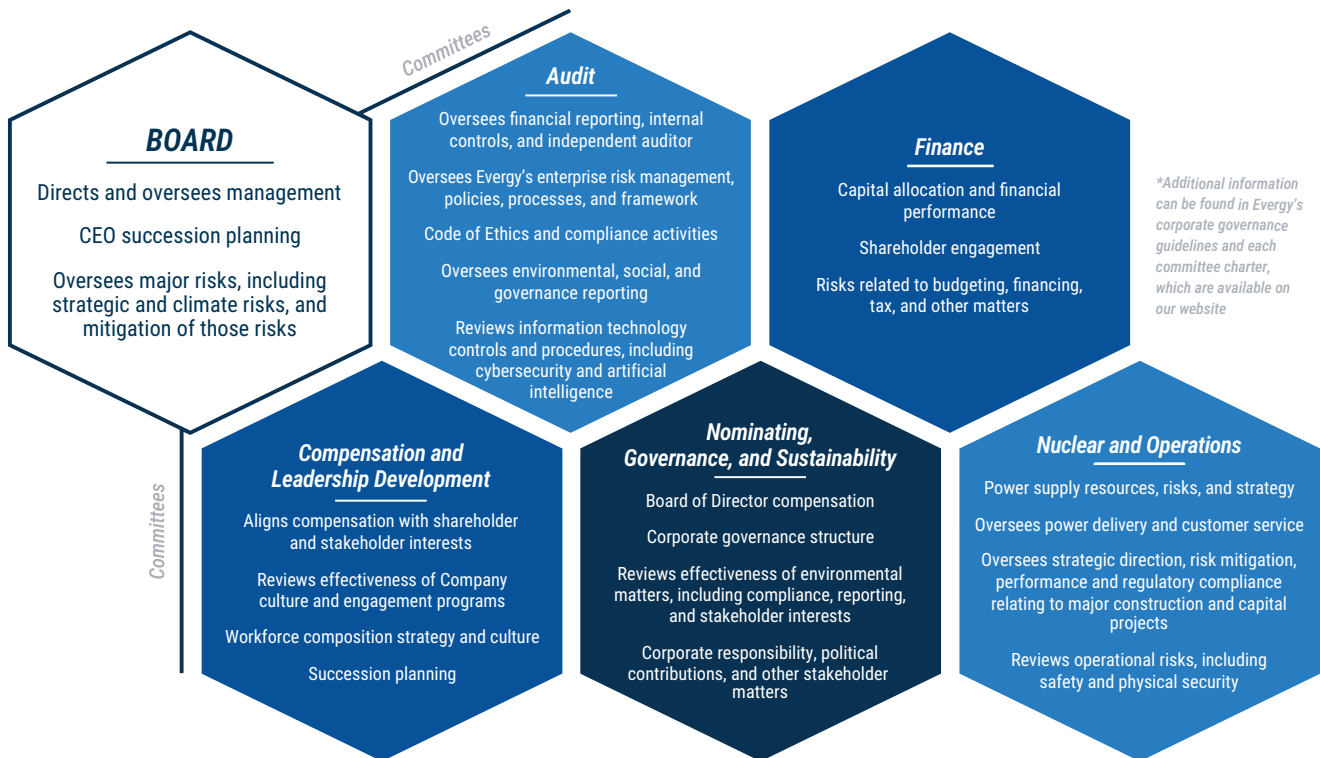 Committees
BOARD
Directs and oversees management
CEO succession planning
Oversees major risks, including
strategic and climate risks, and
mitigation of those risks
Audit
Oversees financial reporting, internal
controls, and independent auditor
Oversees Evergy's enterprise risk management,
policies, processes, and framework
Code of Ethics and compliance activities
Oversees environmental, social, and
governance reporting
Reviews information technology
controls and procedures, including
cybersecurity and artificial
intelligence
Finance
Capital allocation and financial
performance
Shareholder engagement
Risks related to budgeting, financing,
tax, and other matters
*Additional information
can be found in Evergy's
corporate governance
guidelines and each
committee charter,
which are available on
our website
Committees
Compensation and
Leadership Development
Aligns compensation with shareholder
and stakeholder interests
Reviews effectiveness of Company
culture and engagement programs
Workforce composition strategy and culture
Succession planning
Nominating,
Governance, and Sustainability
Board of Director compensation
Corporate governance structure
Reviews effectiveness of environmental
matters, including compliance, reporting,
and stakeholder interests
Corporate responsibility, political
contributions, and other stakeholder
matters
Nuclear and Operations
Power supply resources, risks, and strategy
Oversees power delivery and customer service
Oversees strategic direction, risk mitigation,
performance and regulatory compliance
relating to major construction and capital
projects
Reviews operational risks, including
safety and physical security